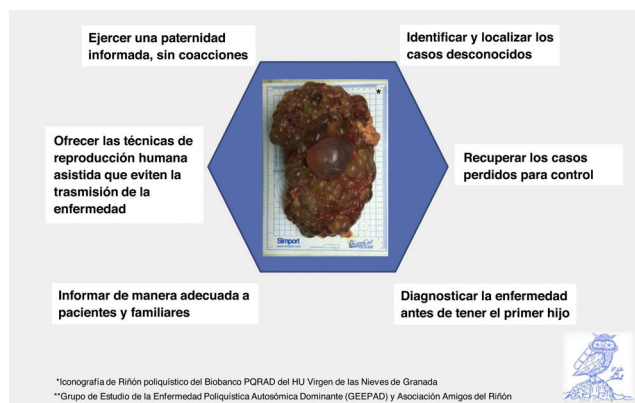 Ejercer una paternidad
informada, sin coacciones
Identificar y localizar los
casos desconocidos
*
Ofrecer las técnicas de
reproducción humana
asistida que eviten la
trasmisión de la
enfermedad
Recuperar los casos
perdidos para control
Simport
Informar de manera adecuada a
pacientes y familiares
Diagnosticar la enfermedad
antes de tener el primer hijo
*Iconografía de Riñón poliquístico del Biobanco PQRAD del HU Virgen de las Nieves de Granada
**Grupo de Estudio de la Enfermedad Poliquística Autosómica Dominante (GEEPAD) y Asociación Amigos del Riñón